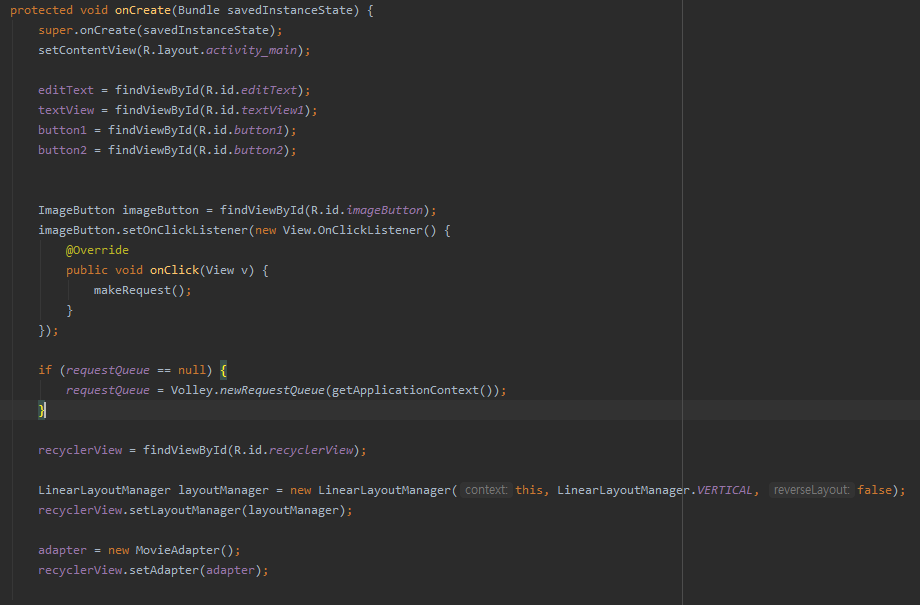 protected void onCreate(Bundle savedInstanceState) {
super.onCreate(savedInstanceState);
setContentView(R.layout.activity_main);
editText = findViewById(R.id.editText);
textView = findViewById(R.id.textView1);
button1 = findViewById(R.id.button1);
button2 = findViewById(R.id.button2);
ImageButton imageButton = findViewById(R.id.imageButton);
imageButton.setOnClickListener(new View.OnClickListener() {
@Override
public void onClick(View v) {
makeRequest();
}
});
if (requestQueue == null) {
requestQueue = Volley.newRequestQueue(getApplicationContext());
}
recyclerView = findViewById(R.id.recyclerView);
LinearLayoutManager layoutManager = new LinearLayoutManager( context: this, LinearLayoutManager.VERTICAL, reverseLayout: false);
recyclerView.setLayoutManager(layoutManager);
adapter = new MovieAdapter();
recyclerView.setAdapter(adapter);